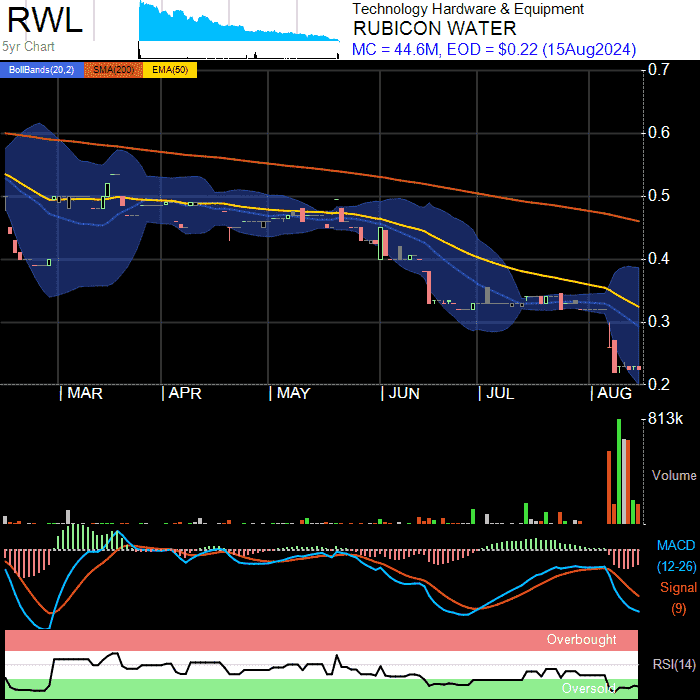 RWL
5yr Chart
Technology Hardware & Equipment
RUBICON WATER
MC = 44.6M, EOD = $0.22 (15Aug2024)
BollBands(20,2) SMA(200) EMA(50)
0.7
0.6
0.5
0.4
0.3
0.2
MAR APR MAY JUN JUL AUG
813k
Volume
MACD
(12-26)
Signal
(9)
Overbought
RSI(14)
Oversold